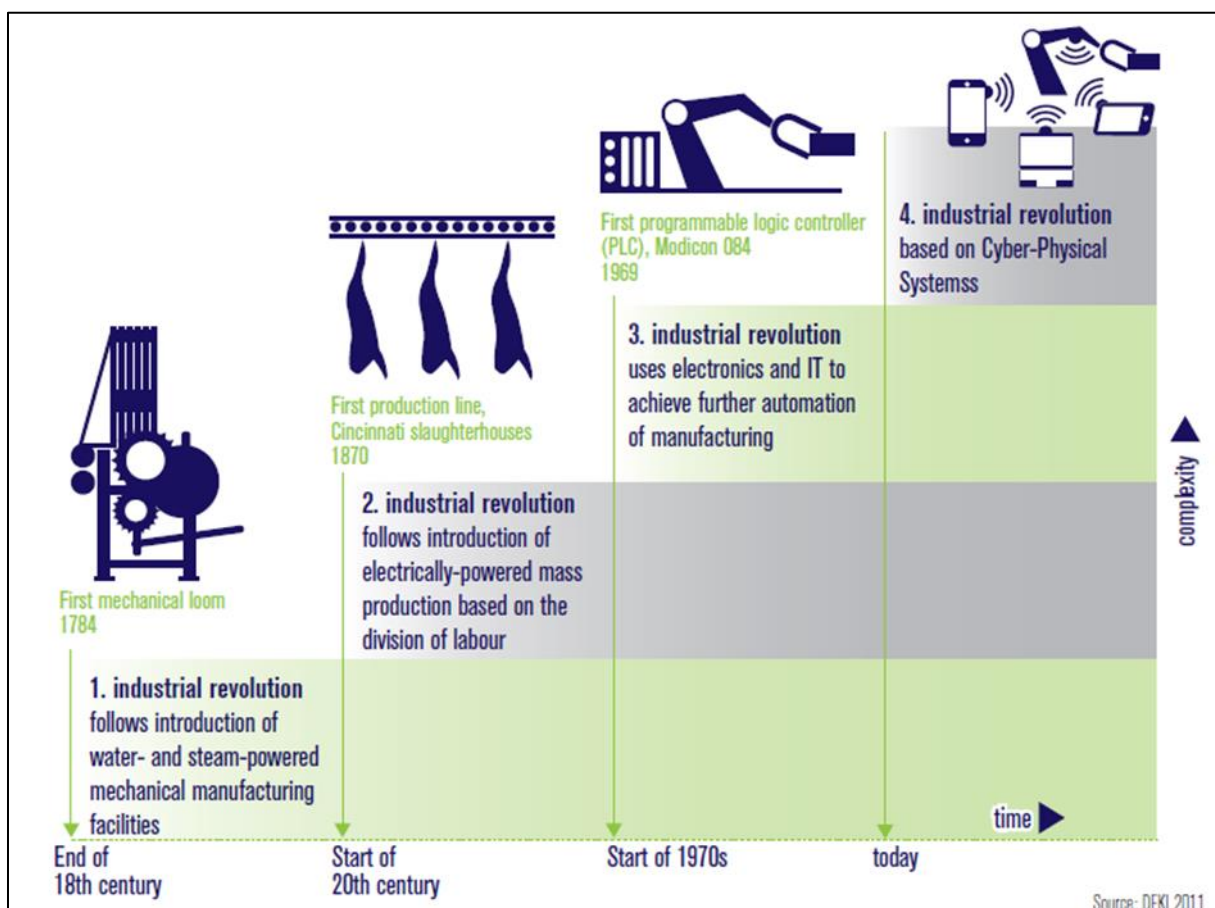 First mechanical loom
1784
First production line,
Cincinnati slaughterhouses
1870
First programmable logic controller
(PLC), Modicon 084
1969
1. industrial revolution
follows introduction of
water- and steam-powered
mechanical manufacturing
facilities
2. industrial revolution
follows introduction of
electrically-powered mass
production based on the
division of labour
3. industrial revolution
uses electronics and IT to
achieve further automation
of manufacturing
4. industrial revolution
based on Cyber-Physical
Systemss
complexity
time
End of
18th century
Start of
20th century
Start of 1970s
today
Source: DFKI 2011